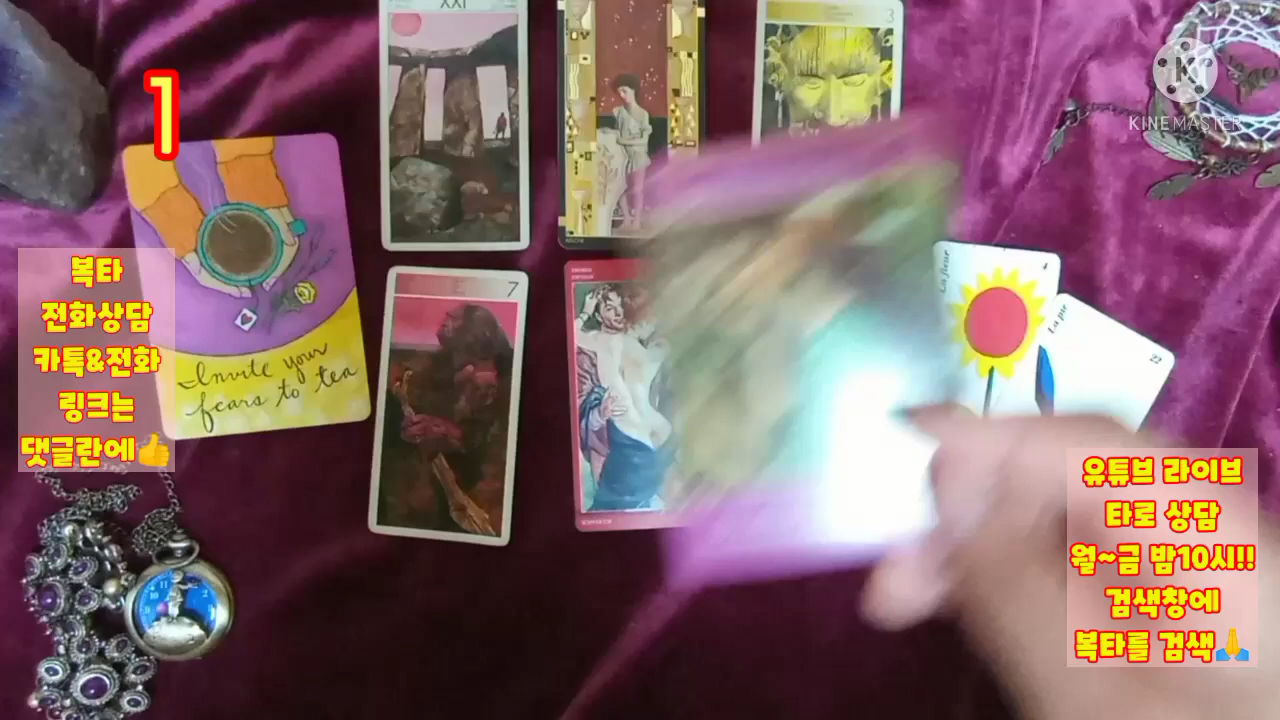 1
XXI
3
KINEMASTER
복타
전화상담
카톡&전화
링크는
댓글란에👍
Invite your
fears to tea
7
La fleur
4
La pie
22
유튜브 라이브
타로 상담
월~금 밤10시!!
검색창에
복타를 검색🙏